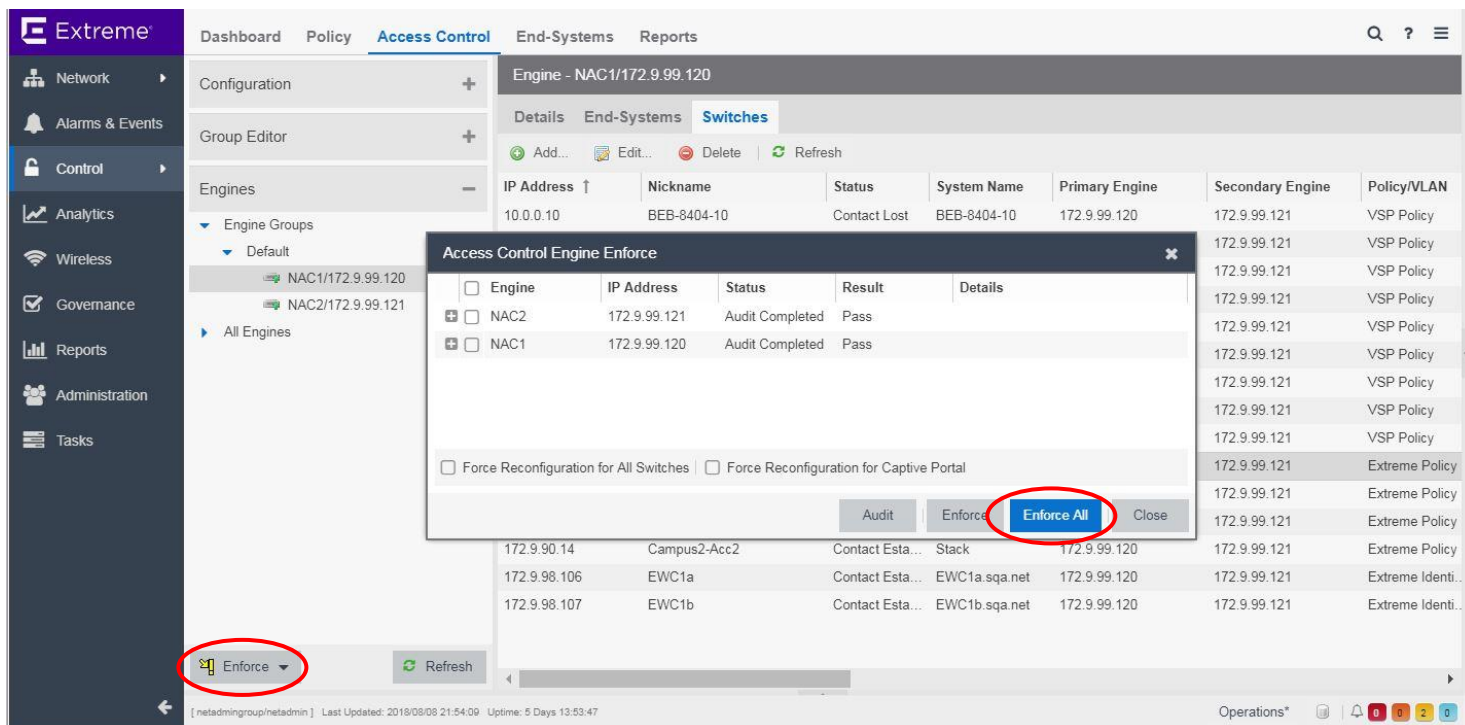 Extreme
Dashboard Policy Access Control End-Systems Reports
Network
Alarms & Events
Control
Analytics
Wireless
Governance
Reports
Administration
Tasks
Configuration
Group Editor
Engines
Engine Groups
Default
NAC1/172.9.99.120
NAC2/172.9.99.121
All Engines
Enforce Refresh
Engine - NAC1/172.9.99.120
Details End-Systems Switches
Add... Edit... Delete Refresh
IP Address Nickname Status System Name Primary Engine Secondary Engine Policy/VLAN
10.0.0.10 BEB-8404-10 Contact Lost BEB-8404-10 172.9.99.120 172.9.99.121 VSP Policy
172.9.99.121 VSP Policy
172.9.99.121 VSP Policy
172.9.99.121 VSP Policy
172.9.99.121 VSP Policy
172.9.99.121 VSP Policy
172.9.99.121 VSP Policy
172.9.99.121 VSP Policy
172.9.99.121 VSP Policy
172.9.99.121 Extreme Policy
172.9.99.121 Extreme Policy
172.9.99.121 Extreme Policy
172.9.90.14 Campus2-Acc2 Contact Esta... Stack 172.9.99.120 172.9.99.121 Extreme Policy
172.9.98.106 EWC1a Contact Esta... EWC1a.sqa.net 172.9.99.120 172.9.99.121 Extreme Identi..
172.9.98.107 EWC1b Contact Esta... EWC1b.sqa.net 172.9.99.120 172.9.99.121 Extreme Identi..
Access Control Engine Enforce
Engine IP Address Status Result Details
NAC2 172.9.99.121 Audit Completed Pass
NAC1 172.9.99.120 Audit Completed Pass
Force Reconfiguration for All Switches Force Reconfiguration for Captive Portal
Audit Enforce Enforce All Close
[ netadmingroup/netadmin ] Last Updated: 2018/08/08 21:54:09 Uptime: 5 Days 13:53:47
Operations* 0 0 2 0